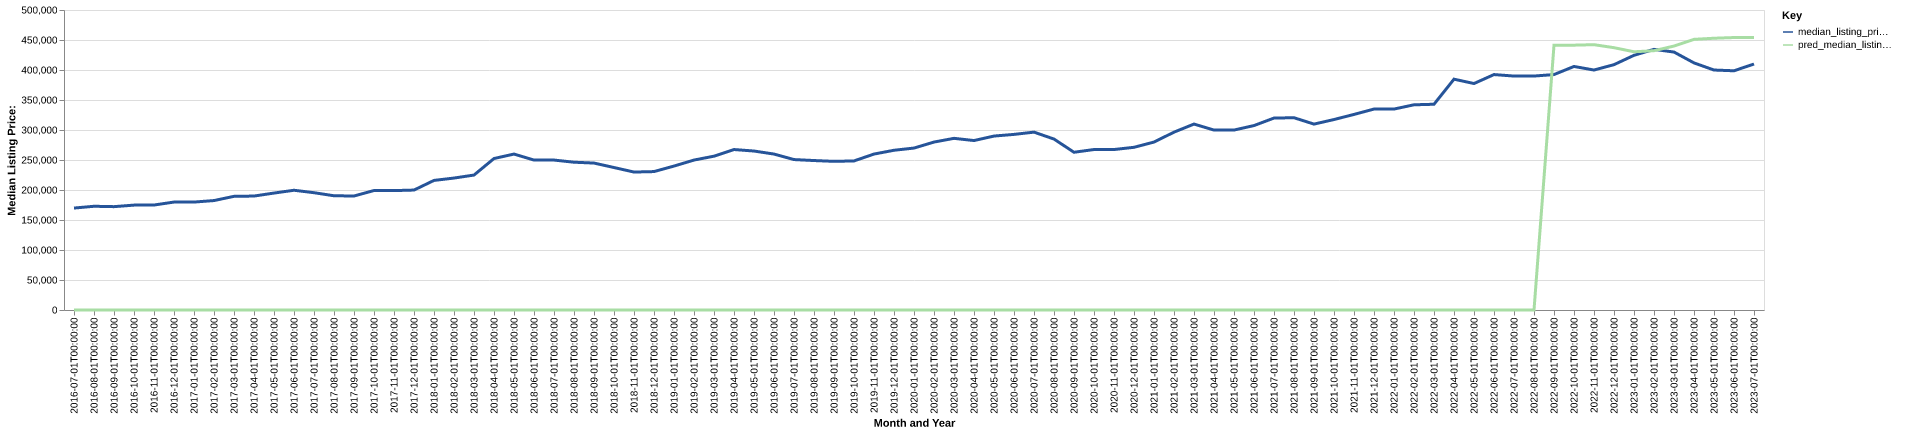 500,000
450,000
400,000
350,000
300,000
250,000
200,000
150,000
100,000
50,000
0
Median Listing Price:
2016-07-01T00:00:00
2016-08-01T00:00:00
2016-09-01T00:00:00
2016-10-01T00:00:00
2016-11-01T00:00:00
2016-12-01T00:00:00
2017-01-01T00:00:00
2017-02-01T00:00:00
2017-03-01T00:00:00
2017-04-01T00:00:00
2017-05-01T00:00:00
2017-06-01T00:00:00
2017-07-01T00:00:00
2017-08-01T00:00:00
2017-09-01T00:00:00
2017-10-01T00:00:00
2017-11-01T00:00:00
2017-12-01T00:00:00
2018-01-01T00:00:00
2018-02-01T00:00:00
2018-03-01T00:00:00
2018-04-01T00:00:00
2018-05-01T00:00:00
2018-06-01T00:00:00
2018-07-01T00:00:00
2018-08-01T00:00:00
2018-09-01T00:00:00
2018-10-01T00:00:00
2018-11-01T00:00:00
2018-12-01T00:00:00
2019-01-01T00:00:00
2019-02-01T00:00:00
2019-03-01T00:00:00
2019-04-01T00:00:00
2019-05-01T00:00:00
2019-06-01T00:00:00
2019-07-01T00:00:00
2019-08-01T00:00:00
2019-09-01T00:00:00
2019-10-01T00:00:00
2019-11-01T00:00:00
2019-12-01T00:00:00
2020-01-01T00:00:00
2020-02-01T00:00:00
2020-03-01T00:00:00
2020-04-01T00:00:00
2020-05-01T00:00:00
2020-06-01T00:00:00
2020-07-01T00:00:00
2020-08-01T00:00:00
2020-09-01T00:00:00
2020-10-01T00:00:00
2020-11-01T00:00:00
2020-12-01T00:00:00
2021-01-01T00:00:00
2021-02-01T00:00:00
2021-03-01T00:00:00
2021-04-01T00:00:00
2021-05-01T00:00:00
2021-06-01T00:00:00
2021-07-01T00:00:00
2021-08-01T00:00:00
2021-09-01T00:00:00
2021-10-01T00:00:00
2021-11-01T00:00:00
2021-12-01T00:00:00
2022-01-01T00:00:00
2022-02-01T00:00:00
2022-03-01T00:00:00
2022-04-01T00:00:00
2022-05-01T00:00:00
2022-06-01T00:00:00
2022-07-01T00:00:00
2022-08-01T00:00:00
2022-09-01T00:00:00
2022-10-01T00:00:00
2022-11-01T00:00:00
2022-12-01T00:00:00
2023-01-01T00:00:00
2023-02-01T00:00:00
2023-03-01T00:00:00
2023-04-01T00:00:00
2023-05-01T00:00:00
2023-06-01T00:00:00
2023-07-01T00:00:00
Month and Year
Key
median_listing_pri…
pred_median_listin…